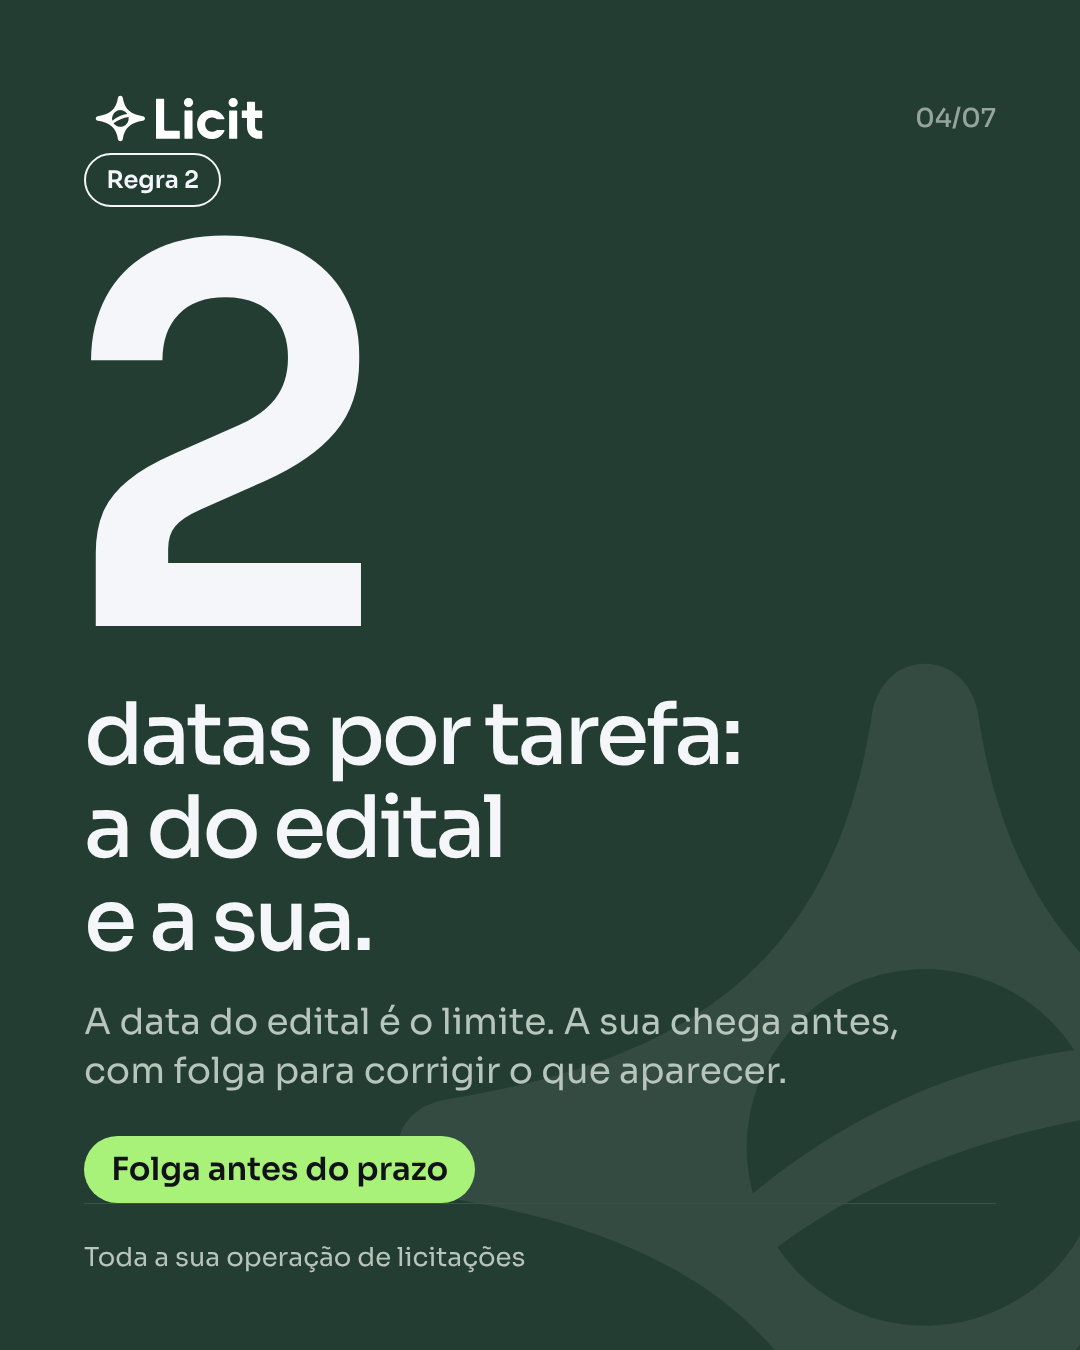 Licit
04/07
Regra 2
2
datas por tarefa:
a do edital
e a sua.
A data do edital é o limite. A sua chega antes,
com folga para corrigir o que aparecer.
Folga antes do prazo
Toda a sua operação de licitações